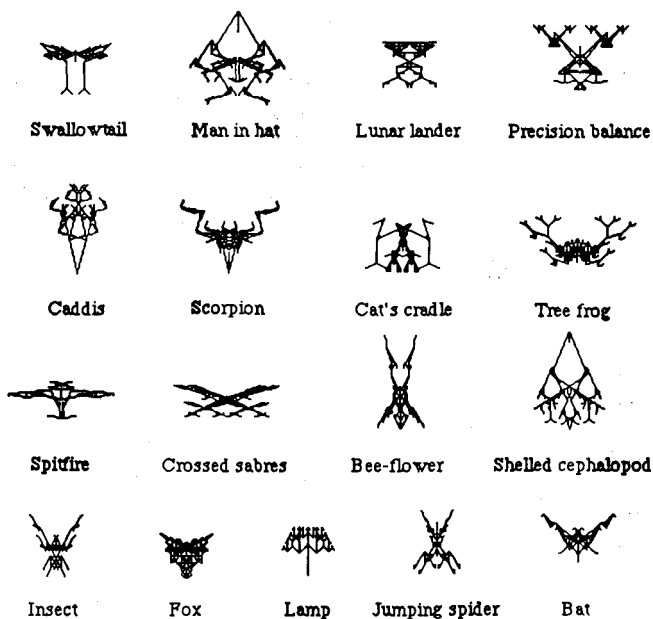 Swallowtail Man in hat Lunar lander Precision balance
Caddis Scorpion Cat's cradle Tree frog
Spitfire Crossed sabres Bee-flower Shelled cephalopod
Insect Fox Lamp Jumping spider Bat